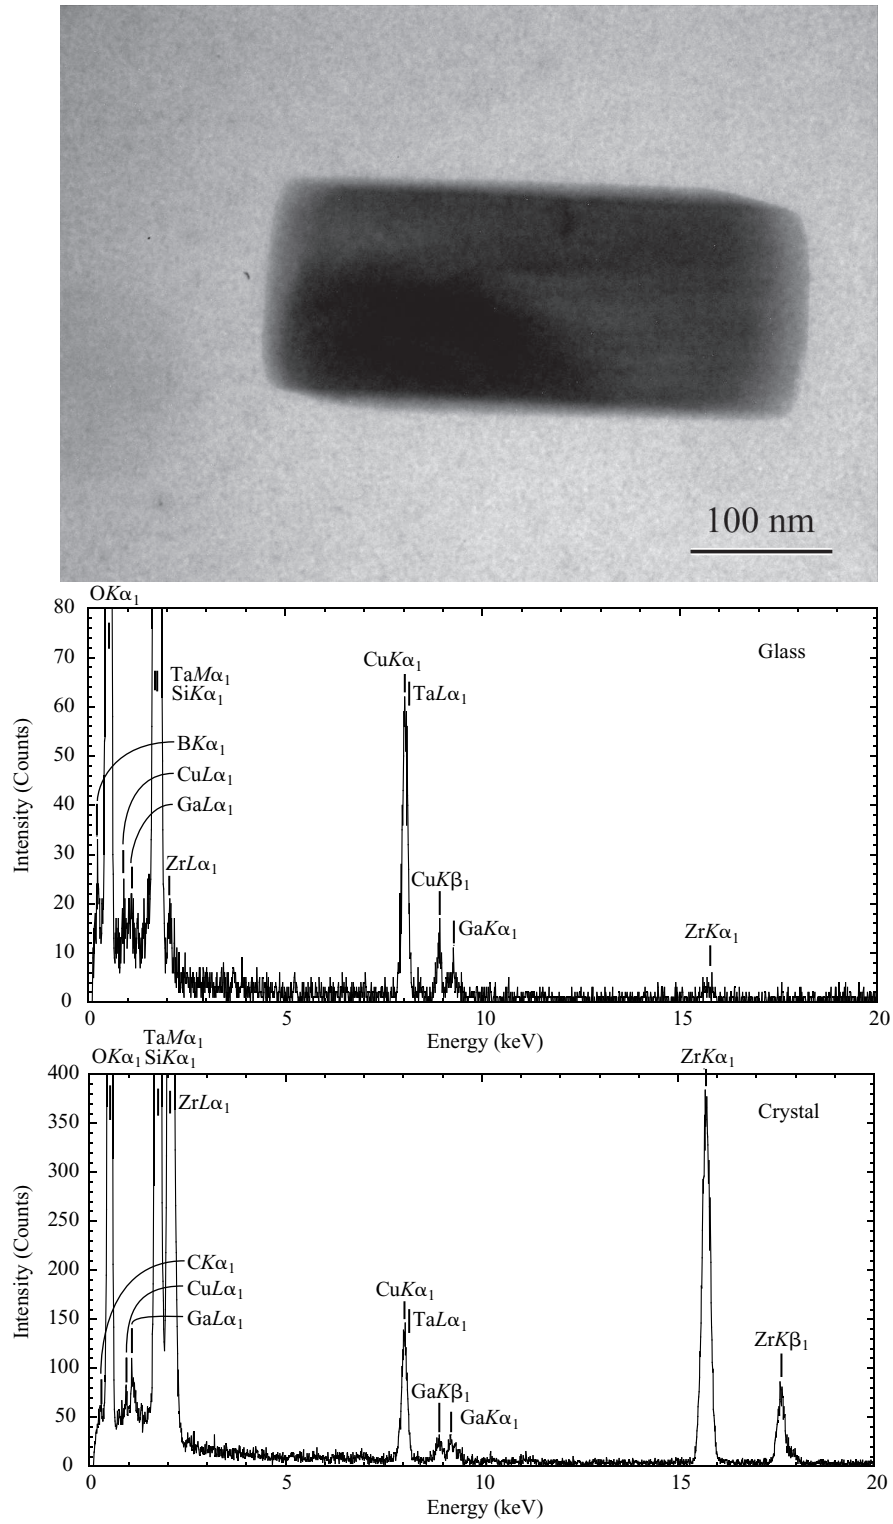 100 nm
OKα1
80
70
60
50
40
30
20
10
0
Intensity (Counts)
Glass
TaMα1
SiKα1
BKα1
CuLα1
GaLα1
ZrLα1
CuKα1
TaLα1
CuKβ1
GaKα1
ZrKα1
0 5 10 15 20
Energy (keV)
TaMα1
OKα1 SiKα1
ZrKα1
400
350
300
250
200
150
100
50
0
Intensity (Counts)
Crystal
ZrLα1
CKα1
CuLα1
GaLα1
CuKα1
TaLα1
GaKβ1
GaKα1
ZrKβ1
0 5 10 15 20
Energy (keV)